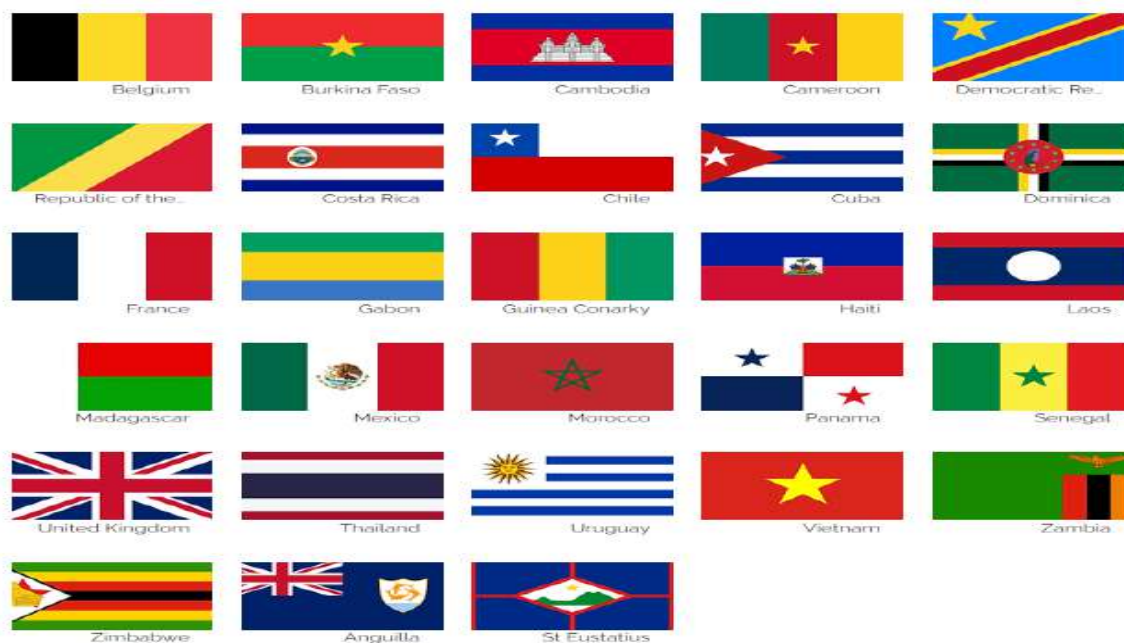 Belgium
Burkina Faso
Cambodia
Cameroon
Democratic Re...
Republic of the...
Costa Rica
Chile
Cuba
Dominica
France
Gabon
Guinea Conarky
Haiti
Laos
Madagascar
Mexico
Morocco
Panama
Senegal
United Kingdom
Thailand
Uruguay
Vietnam
Zambia
Zimbabwe
Anguilla
St Eustatius